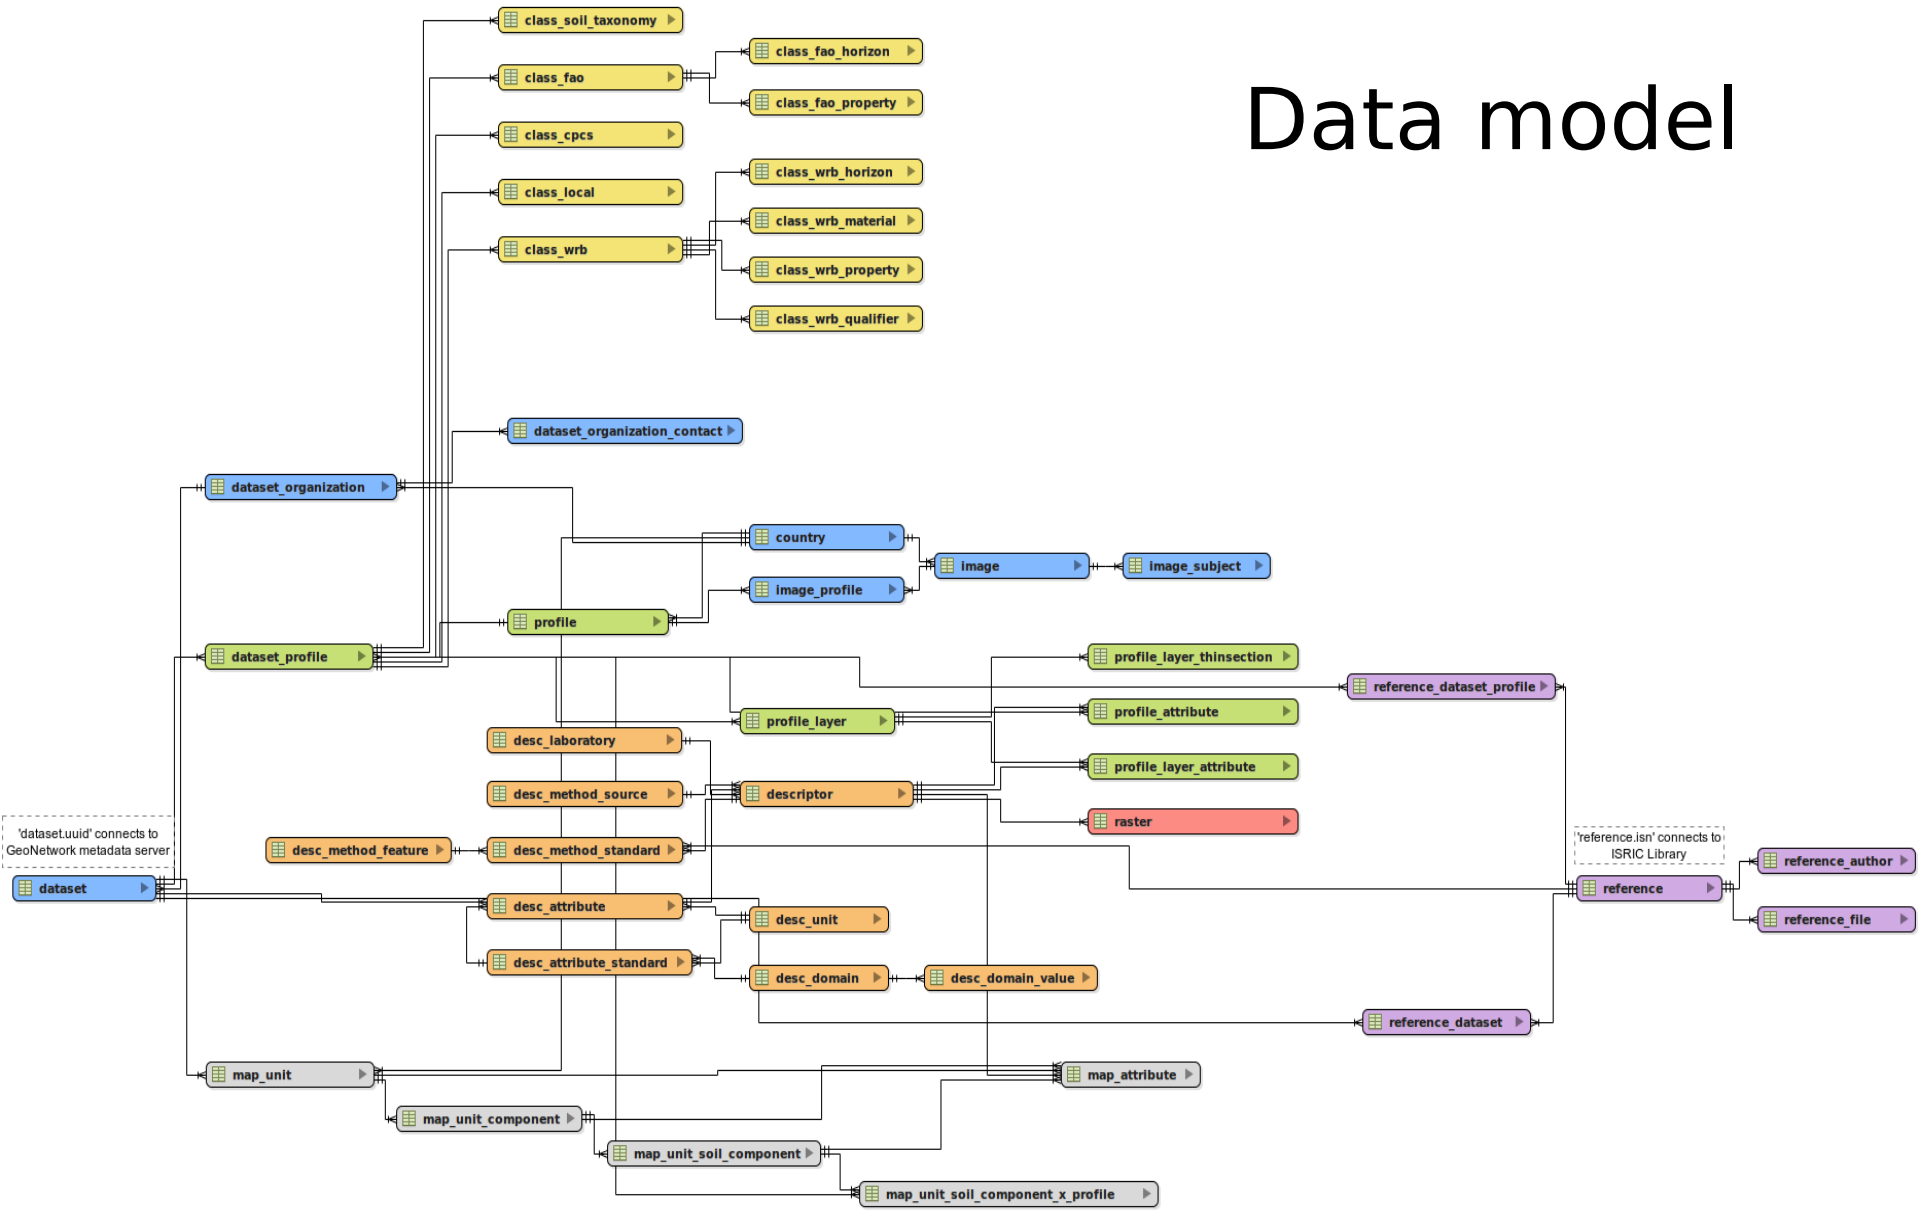 Data model
class_soil_taxonomy
class_fao
class_fao_horizon
class_fao_property
class_cpcs
class_local
class_wrb
class_wrb_horizon
class_wrb_material
class_wrb_property
class_wrb_qualifier
dataset_organization_contact
dataset_organization
country
image
image_subject
image_profile
profile
dataset_profile
profile_layer_thinsection
reference_dataset_profile
profile_layer
profile_attribute
desc_laboratory
profile_layer_attribute
desc_method_source
descriptor
raster
'dataset.uuid' connects to
GeoNetwork metadata server
'reference.isn' connects to
ISRIC Library
desc_method_feature
desc_method_standard
reference_author
dataset
reference
desc_attribute
desc_unit
reference_file
desc_attribute_standard
desc_domain
desc_domain_value
reference_dataset
map_unit
map_attribute
map_unit_component
map_unit_soil_component
map_unit_soil_component_x_profile